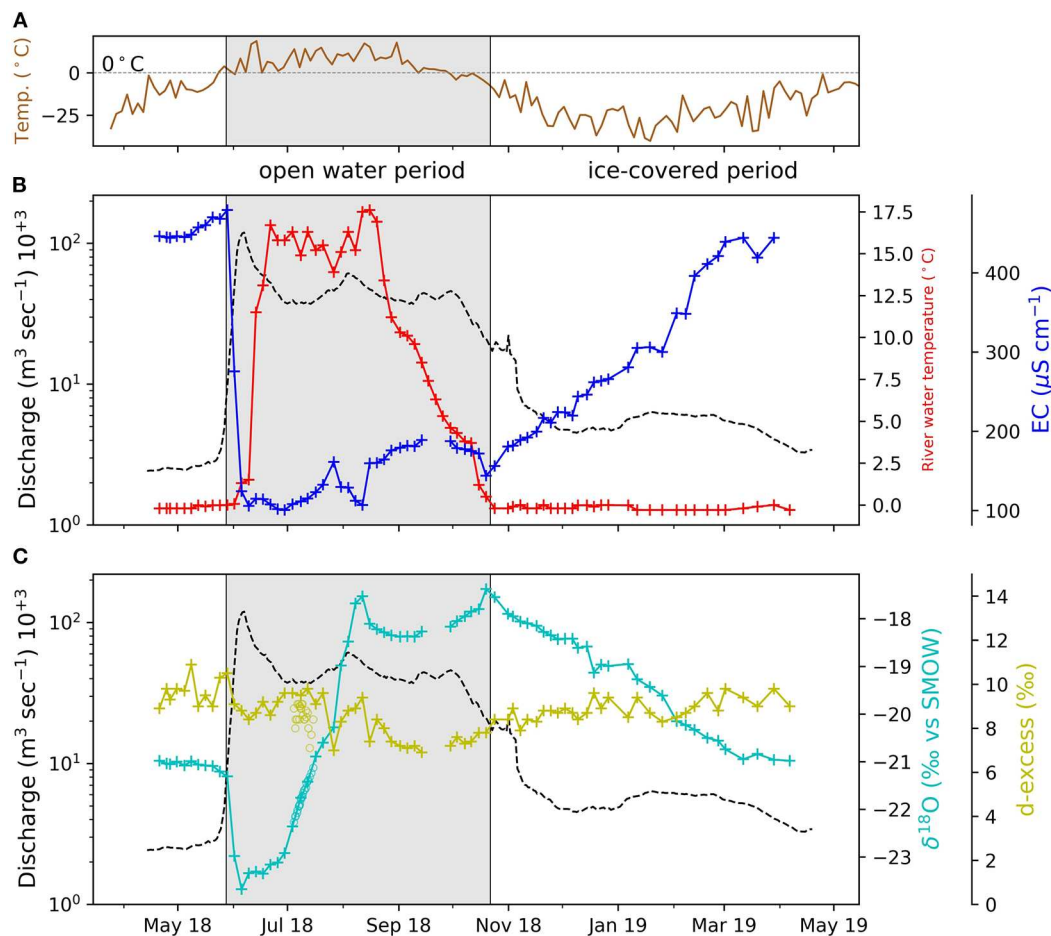 A
Temp. (°C)
0
−25
0°C
open water period
ice-covered period
B
Discharge (m³ sec⁻¹) 10⁺³
10²
10¹
10⁰
17.5
15.0
12.5
10.0
7.5
5.0
2.5
0.0
River water temperature (°C)
400
300
200
100
EC (μS cm⁻¹)
C
Discharge (m³ sec⁻¹) 10⁺³
10²
10¹
10⁰
−18
−19
−20
−21
−22
−23
δ¹⁸O (‰ vs SMOW)
14
12
10
8
6
4
2
0
d-excess (‰)
May 18
Jul 18
Sep 18
Nov 18
Jan 19
Mar 19
May 19